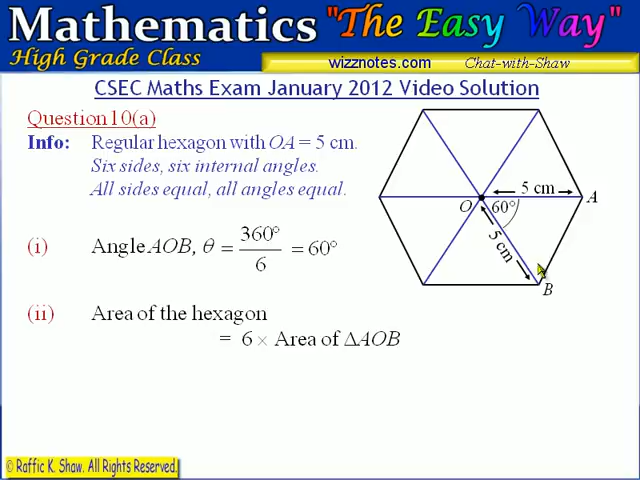 Mathematics "The Easy Way"
High Grade Class
wizznotes.com Chat-with-Shaw
CSEC Maths Exam January 2012 Video Solution
Question 10(a)
Info: Regular hexagon with OA = 5 cm.
Six sides, six internal angles.
All sides equal, all angles equal.
5 cm
A
O
60°
5 cm
B
(i) Angle AOB, θ = 360° / 6 = 60°
(ii) Area of the hexagon
= 6 × Area of ΔAOB
© Raffic K. Shaw. All Rights Reserved.